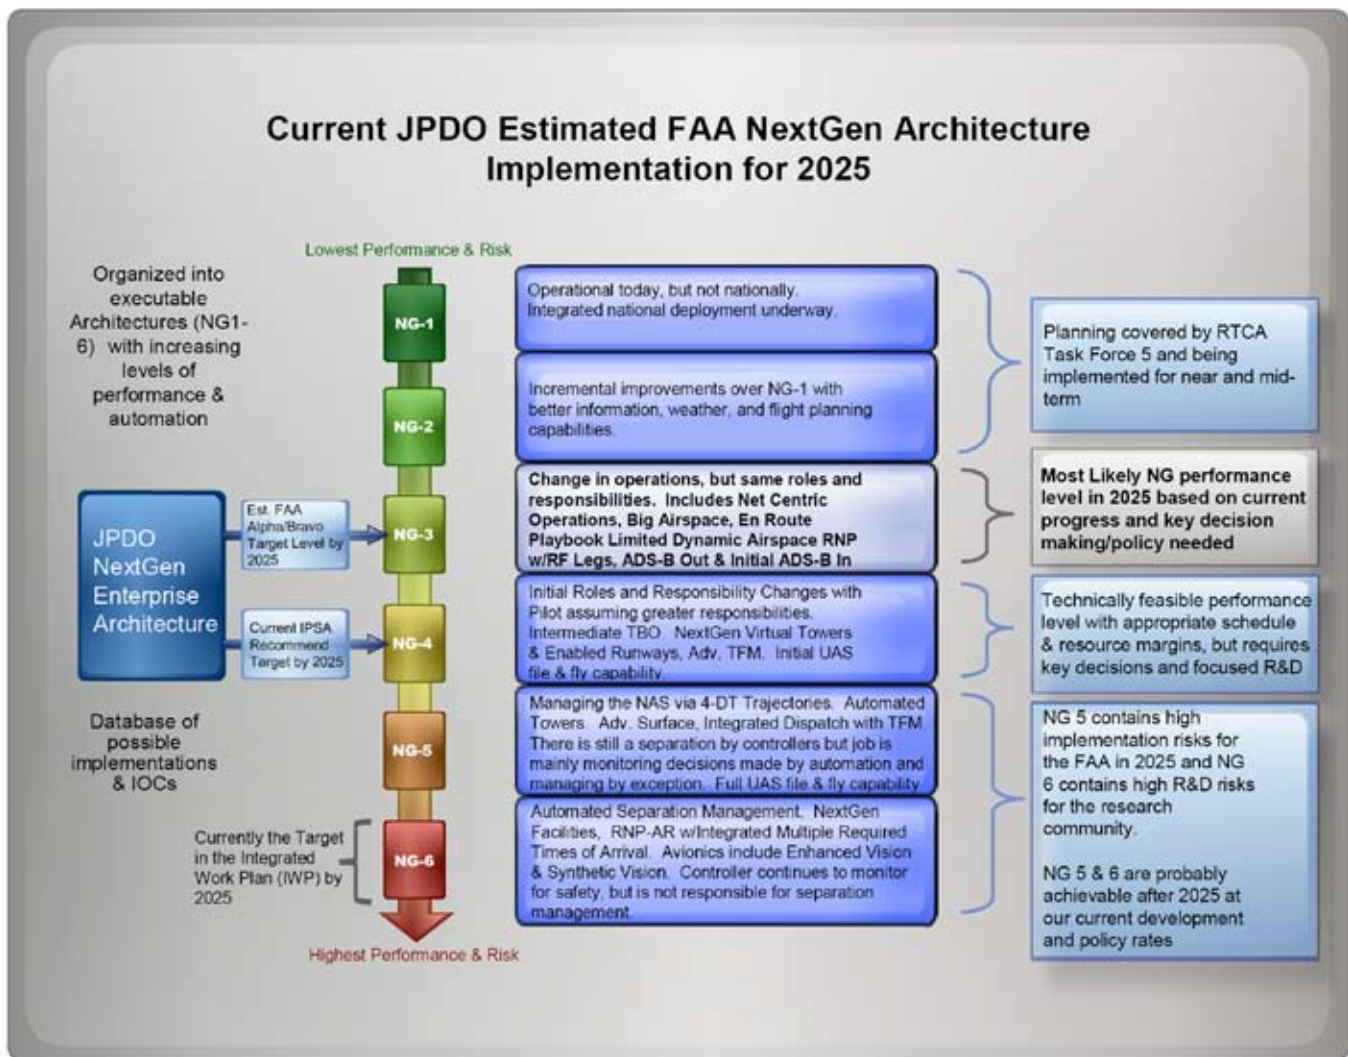 Current JPDO Estimated FAA NextGen Architecture
Implementation for 2025
Lowest Performance & Risk
Organized into
executable
Architectures (NG1-
6) with increasing
levels of
performance &
automation
NG-1
Operational today, but not nationally.
Integrated national deployment underway.
Planning covered by RTCA
Task Force 5 and being
implemented for near and mid-
term
NG-2
Incremental improvements over NG-1 with
better information, weather, and flight planning
capabilities.
JPDO
NextGen
Enterprise
Architecture
Est. FAA
Alpha/Bravo
Target Level by
2025
NG-3
Change in operations, but same roles and
responsibilities. Includes Net Centric
Operations, Big Airspace, En Route
Playbook Limited Dynamic Airspace RNP
w/RF Legs, ADS-B Out & Initial ADS-B In
Most Likely NG performance
level in 2025 based on current
progress and key decision
making/policy needed
Current IPSA
Recommend
Target by 2025
NG-4
Initial Roles and Responsibility Changes with
Pilot assuming greater responsibilities.
Intermediate TBO. NextGen Virtual Towers
& Enabled Runways, Adv. TFM. Initial UAS
file & fly capability.
Technically feasible performance
level with appropriate schedule
& resource margins, but requires
key decisions and focused R&D
Database of
possible
implementations
& IOCs
NG-5
Managing the NAS via 4-DT Trajectories. Automated
Towers. Adv. Surface, Integrated Dispatch with TFM
There is still a separation by controllers but job is
mainly monitoring decisions made by automation and
managing by exception. Full UAS file & fly capability
NG 5 contains high
implementation risks for
the FAA in 2025 and NG
6 contains high R&D risks
for the research
community.
NG 5 & 6 are probably
achievable after 2025 at
our current development
and policy rates
Currently the Target
in the Integrated
Work Plan (IWP) by
2025
NG-6
Automated Separation Management. NextGen
Facilities, RNP-AR w/Integrated Multiple Required
Times of Arrival. Avionics include Enhanced Vision
& Synthetic Vision. Controller continues to monitor
for safety, but is not responsible for separation
management.
Highest Performance & Risk